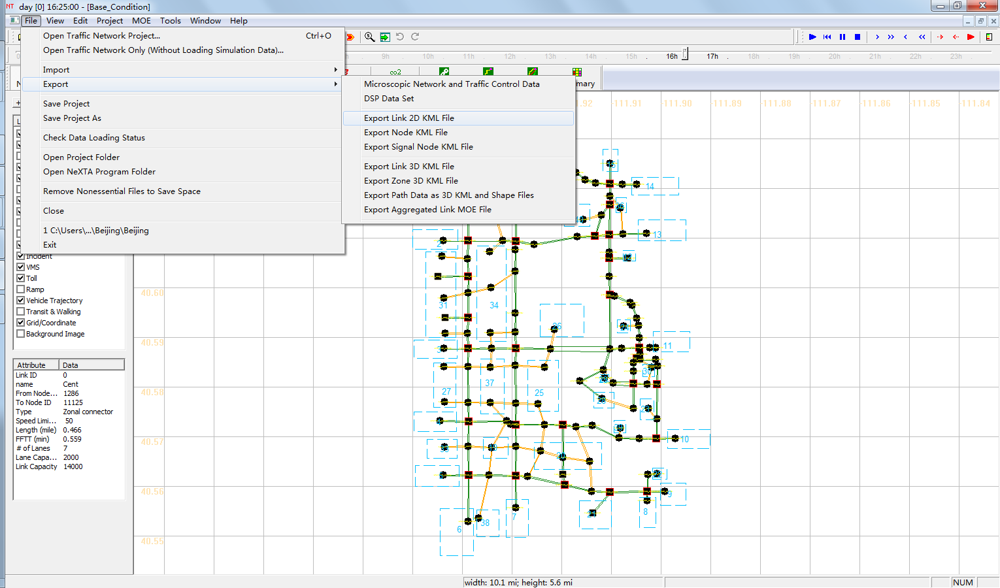 day [0] 16:25:00 - [Base_Condition]
File View Edit Project MOE Tools Window Help
Open Traffic Network Project... Ctrl+O
Open Traffic Network Only (Without Loading Simulation Data)...
Import
Export
Save Project
Save Project As
Check Data Loading Status
Open Project Folder
Open NeXTA Program Folder
Remove Nonessential Files to Save Space
Close
1 C:\Users\...\Beijing\Beijing
Exit
Microscopic Network and Traffic Control Data
DSP Data Set
Export Link 2D KML File
Export Node KML File
Export Signal Node KML File
Export Link 3D KML File
Export Zone 3D KML File
Export Path Data as 3D KML and Shape Files
Export Aggregated Link MOE File
9h 10h 11h 12h 13h 14h 15h 16h 17h 18h 19h 20h 21h 22h 23h
co2
mary
-111.91 -111.90 -111.89 -111.88 -111.87 -111.86 -111.85 -111.84
Incident
VMS
Toll
Ramp
Vehicle Trajectory
Transit & Walking
Grid/Coordinate
Background Image
Attribute Data
Link ID 0
name Cent
From Node... 1286
To Node ID 11125
Type Zonal connector
Speed Limi... 50
Length (mile) 0.466
FFTT (min) 0.559
# of Lanes 7
Lane Capa... 2000
Link Capacity 14000
40.60
40.59
40.58
40.57
40.56
40.55
14
13
31
34
11
37
27
25
10
9
8
7
38
6
width: 10.1 mi; height: 5.6 mi
NUM